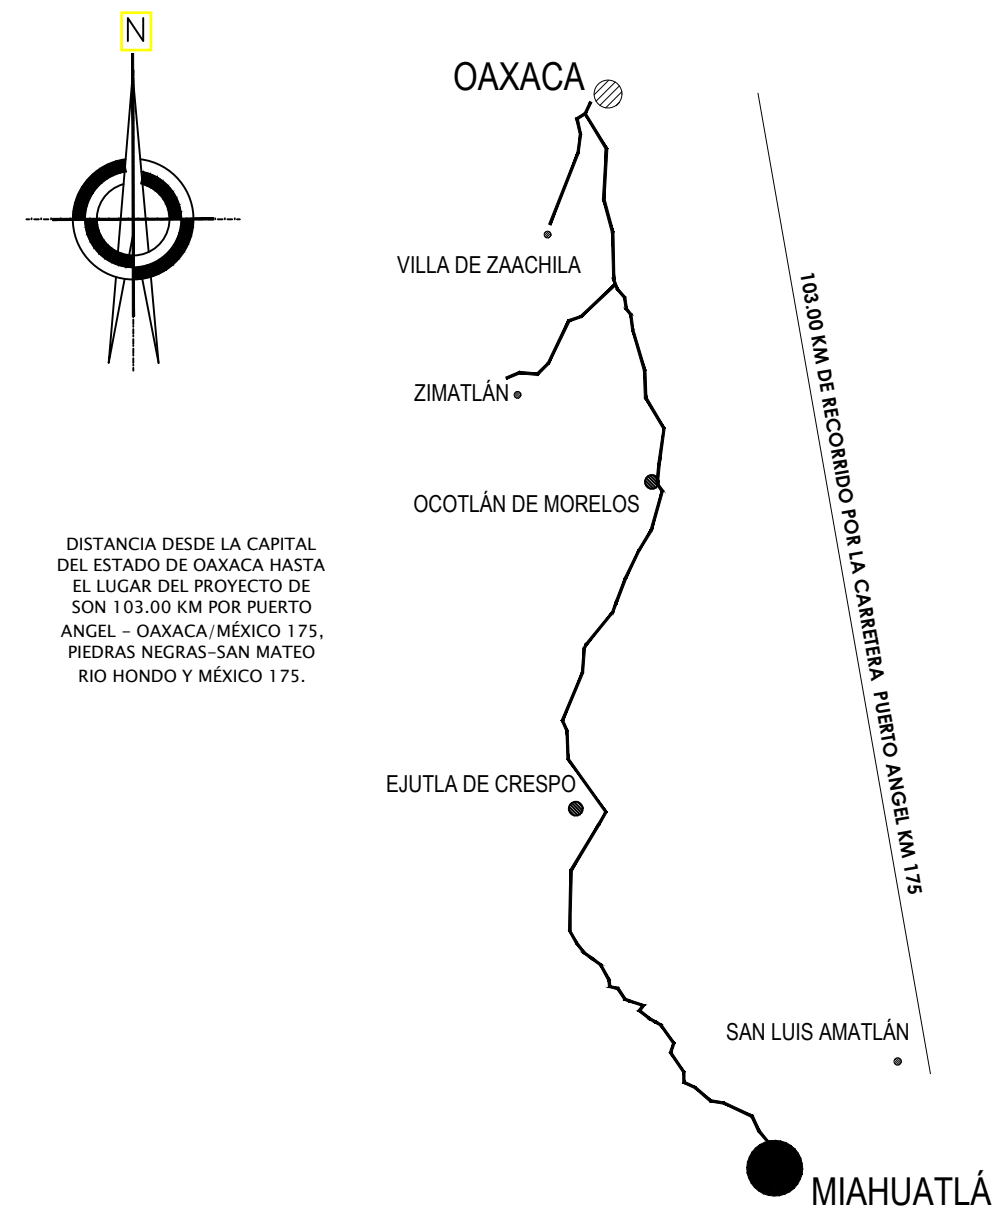 N
OAXACA
VILLA DE ZAACHILA
ZIMATLÁN
OCOTLÁN DE MORELOS
103.00 KM DE RECORRIDO POR LA CARRETERA PUERTO ANGEL KM 175
DISTANCIA DESDE LA CAPITAL
DEL ESTADO DE OAXACA HASTA
EL LUGAR DEL PROYECTO DE
SON 103.00 KM POR PUERTO
ANGEL - OAXACA/MÉXICO 175,
PIEDRAS NEGRAS-SAN MATEO
RIO HONDO Y MÉXICO 175.
EJUTLA DE CRESPO
SAN LUIS AMATLÁN
MIAHUATLÁ